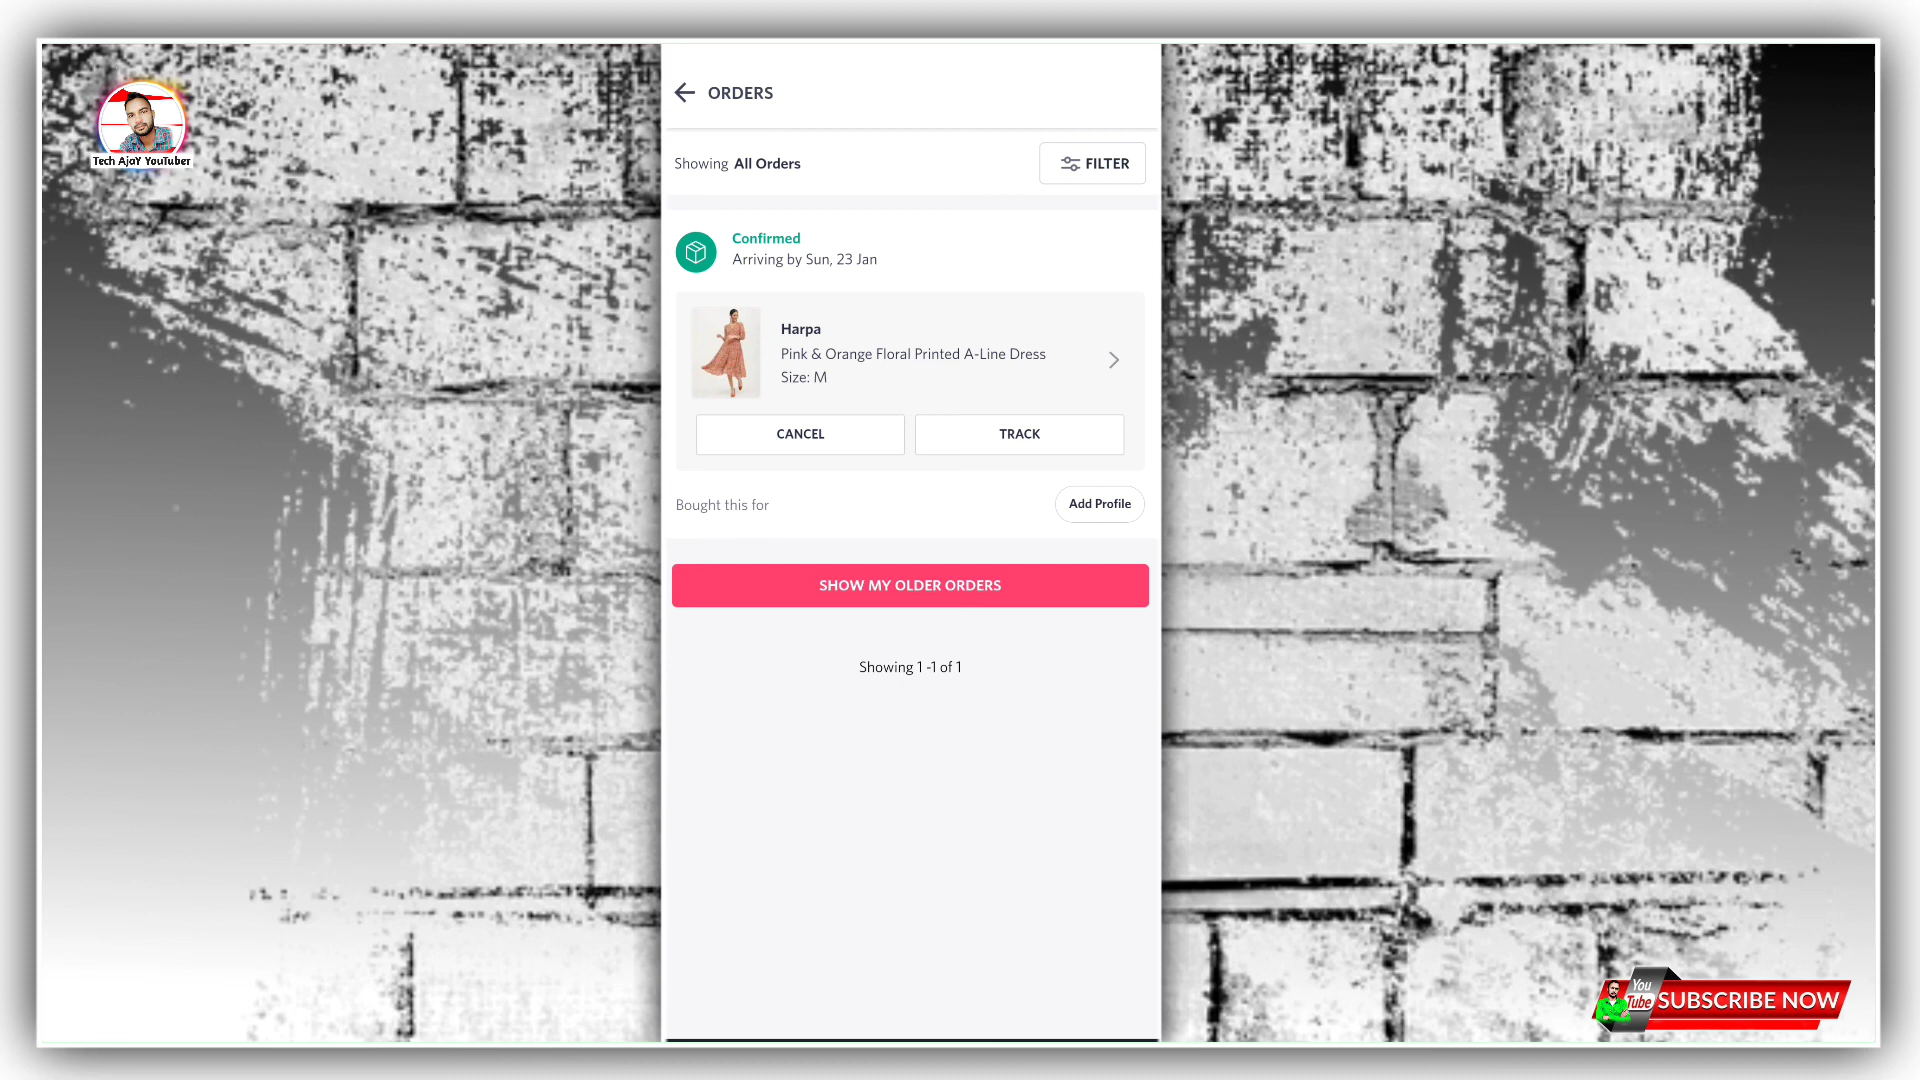 Tech AjaY YouTuber
ORDERS
Showing All Orders
FILTER
Confirmed
Arriving by Sun, 23 Jan
Harpa
Pink & Orange Floral Printed A-Line Dress
Size: M
CANCEL
TRACK
Bought this for
Add Profile
SHOW MY OLDER ORDERS
Showing 1 -1 of 1
You
Tube
SUBSCRIBE NOW